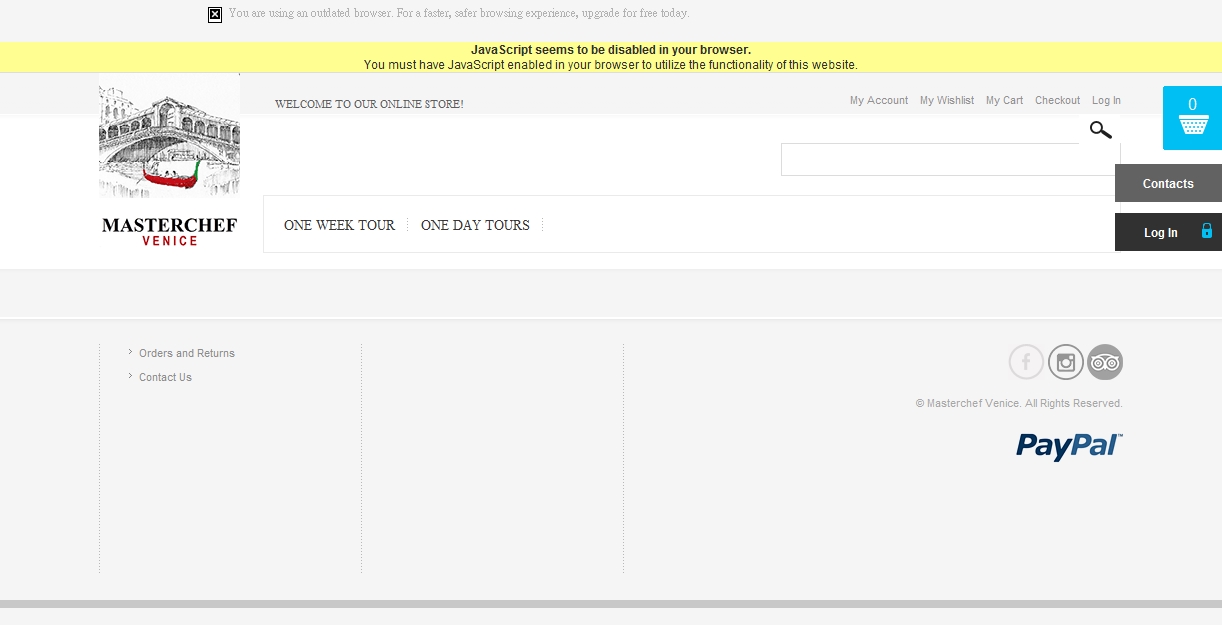 You are using an outdated browser. For a faster, safer browsing experience, upgrade for free today.
JavaScript seems to be disabled in your browser.
You must have JavaScript enabled in your browser to utilize the functionality of this website.
WELCOME TO OUR ONLINE STORE!
My Account My Wishlist My Cart Checkout Log In
0
Contacts
Log In
MASTERCHEF
VENICE
ONE WEEK TOUR ONE DAY TOURS
Orders and Returns
Contact Us
© Masterchef Venice. All Rights Reserved.
PayPal™